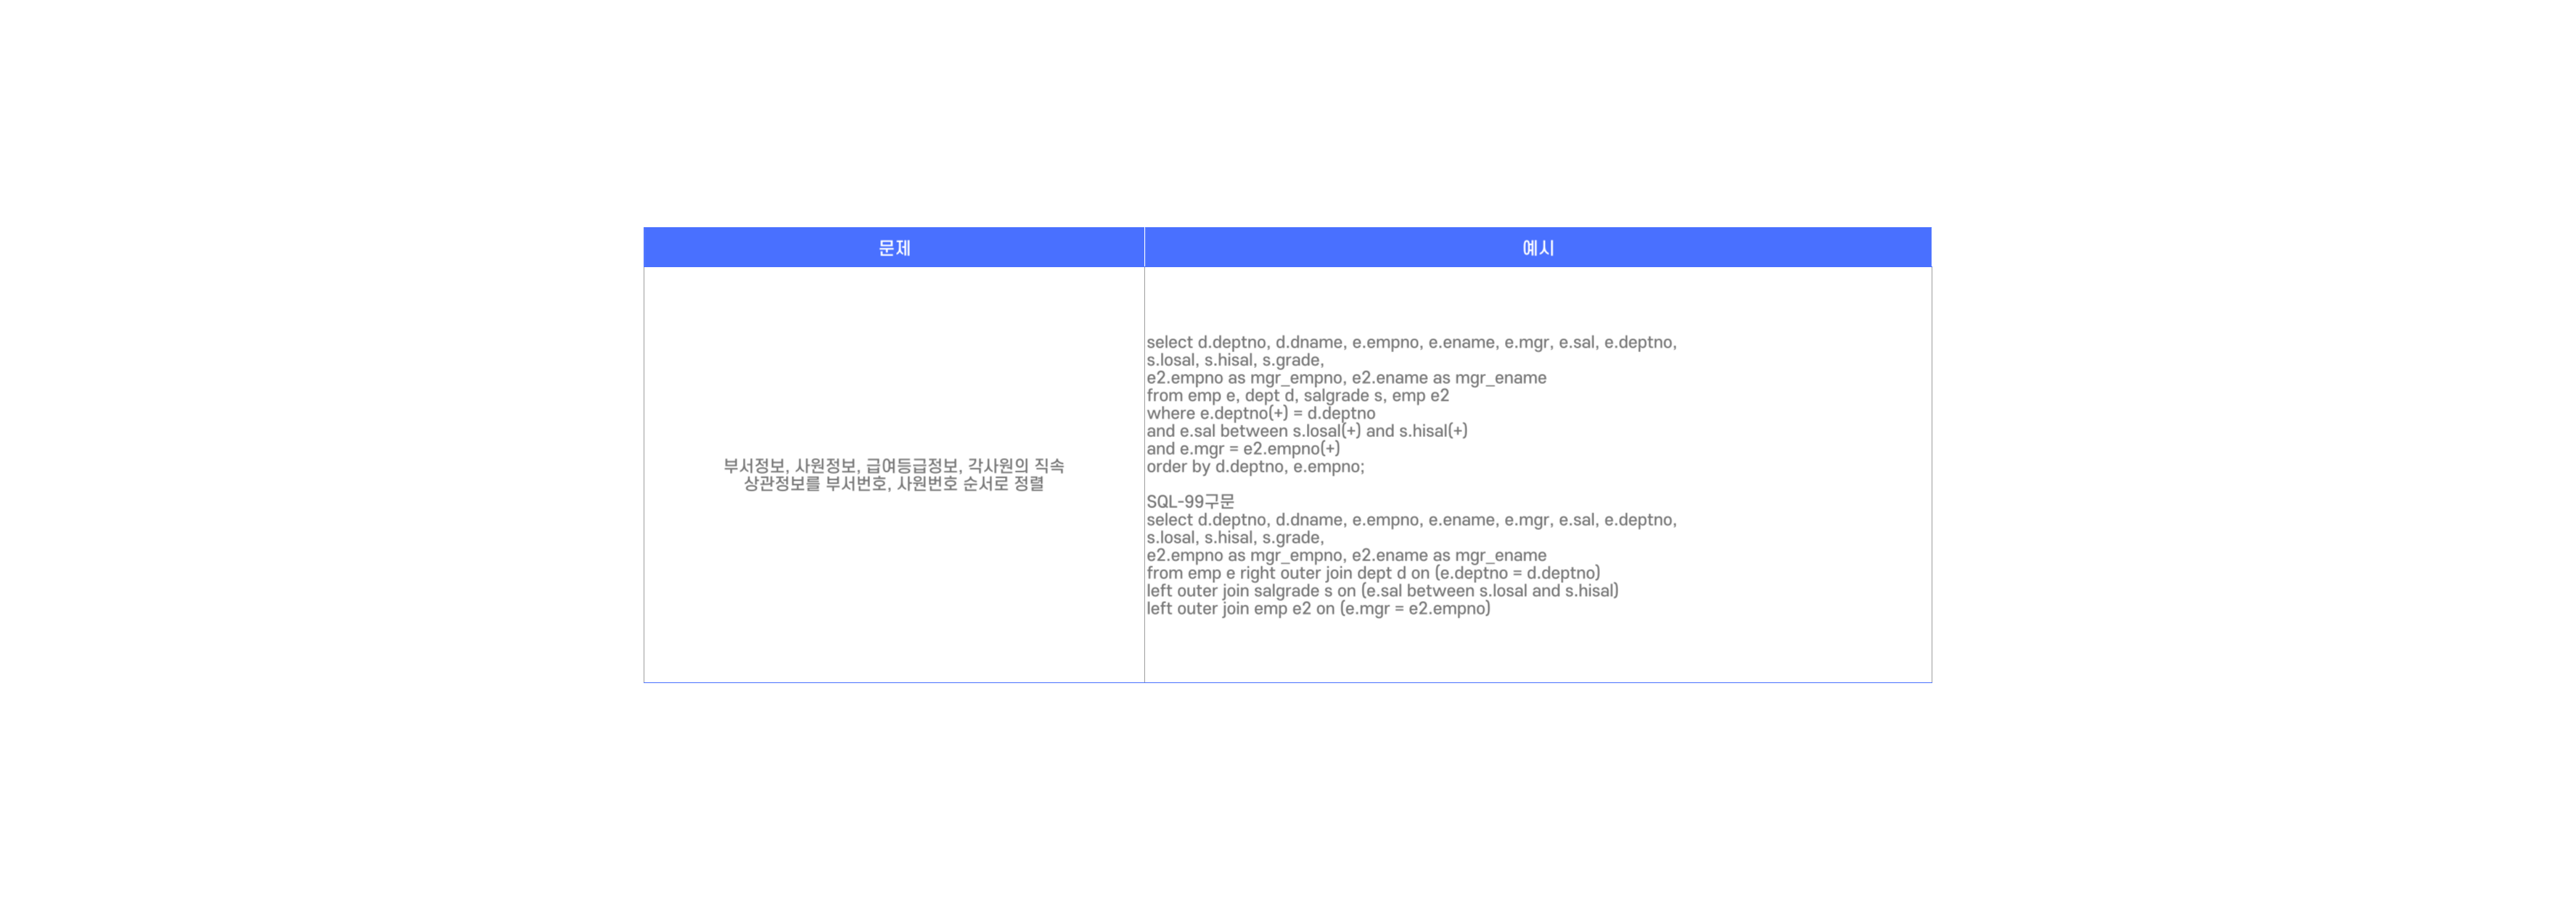 문제
예시
부서정보, 사원정보, 급여등급정보, 각사원의 직속
상관정보를 부서번호, 사원번호 순서로 정렬
select d.deptno, d.dname, e.empno, e.ename, e.mgr, e.sal, e.deptno,
s.losal, s.hisal, s.grade,
e2.empno as mgr_empno, e2.ename as mgr_ename
from emp e, dept d, salgrade s, emp e2
where e.deptno(+) = d.deptno
and e.sal between s.losal(+) and s.hisal(+)
and e.mgr = e2.empno(+)
order by d.deptno, e.empno;

SQL-99구문
select d.deptno, d.dname, e.empno, e.ename, e.mgr, e.sal, e.deptno,
s.losal, s.hisal, s.grade,
e2.empno as mgr_empno, e2.ename as mgr_ename
from emp e right outer join dept d on (e.deptno = d.deptno)
left outer join salgrade s on (e.sal between s.losal and s.hisal)
left outer join emp e2 on (e.mgr = e2.empno)